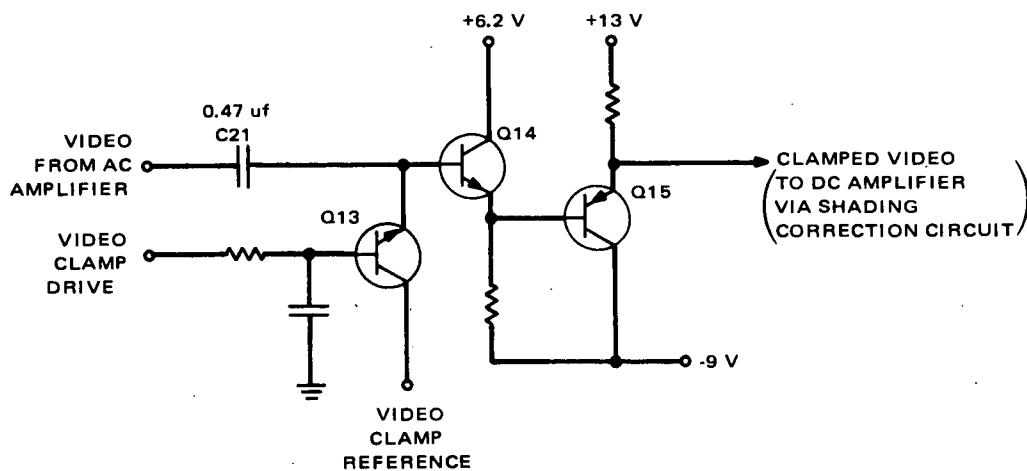 +6.2 V
+13 V
0.47 uf
C21
Q14
VIDEO
FROM AC
AMPLIFIER
CLAMPED VIDEO
TO DC AMPLIFIER
VIA SHADING
CORRECTION CIRCUIT
Q15
Q13
VIDEO
CLAMP
DRIVE
-9 V
VIDEO
CLAMP
REFERENCE